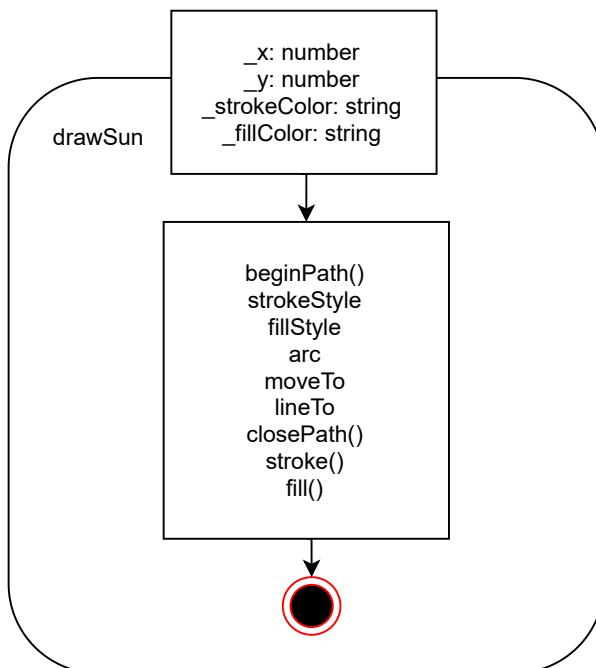 _x: number
_y: number
_strokeColor: string
_fillColor: string
drawSun
beginPath()
strokeStyle
fillStyle
arc
moveTo
lineTo
closePath()
stroke()
fill()